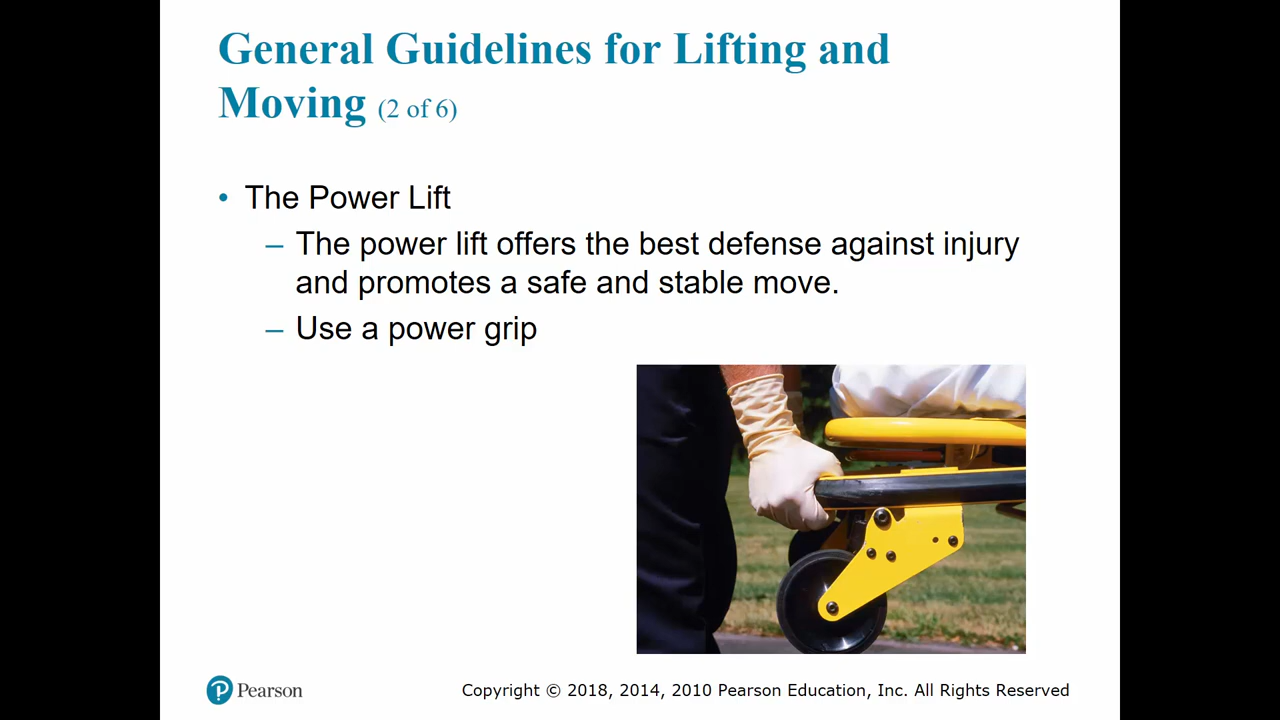 General Guidelines for Lifting and
Moving (2 of 6)
• The Power Lift
– The power lift offers the best defense against injury
and promotes a safe and stable move.
– Use a power grip
Pearson
Copyright © 2018, 2014, 2010 Pearson Education, Inc. All Rights Reserved